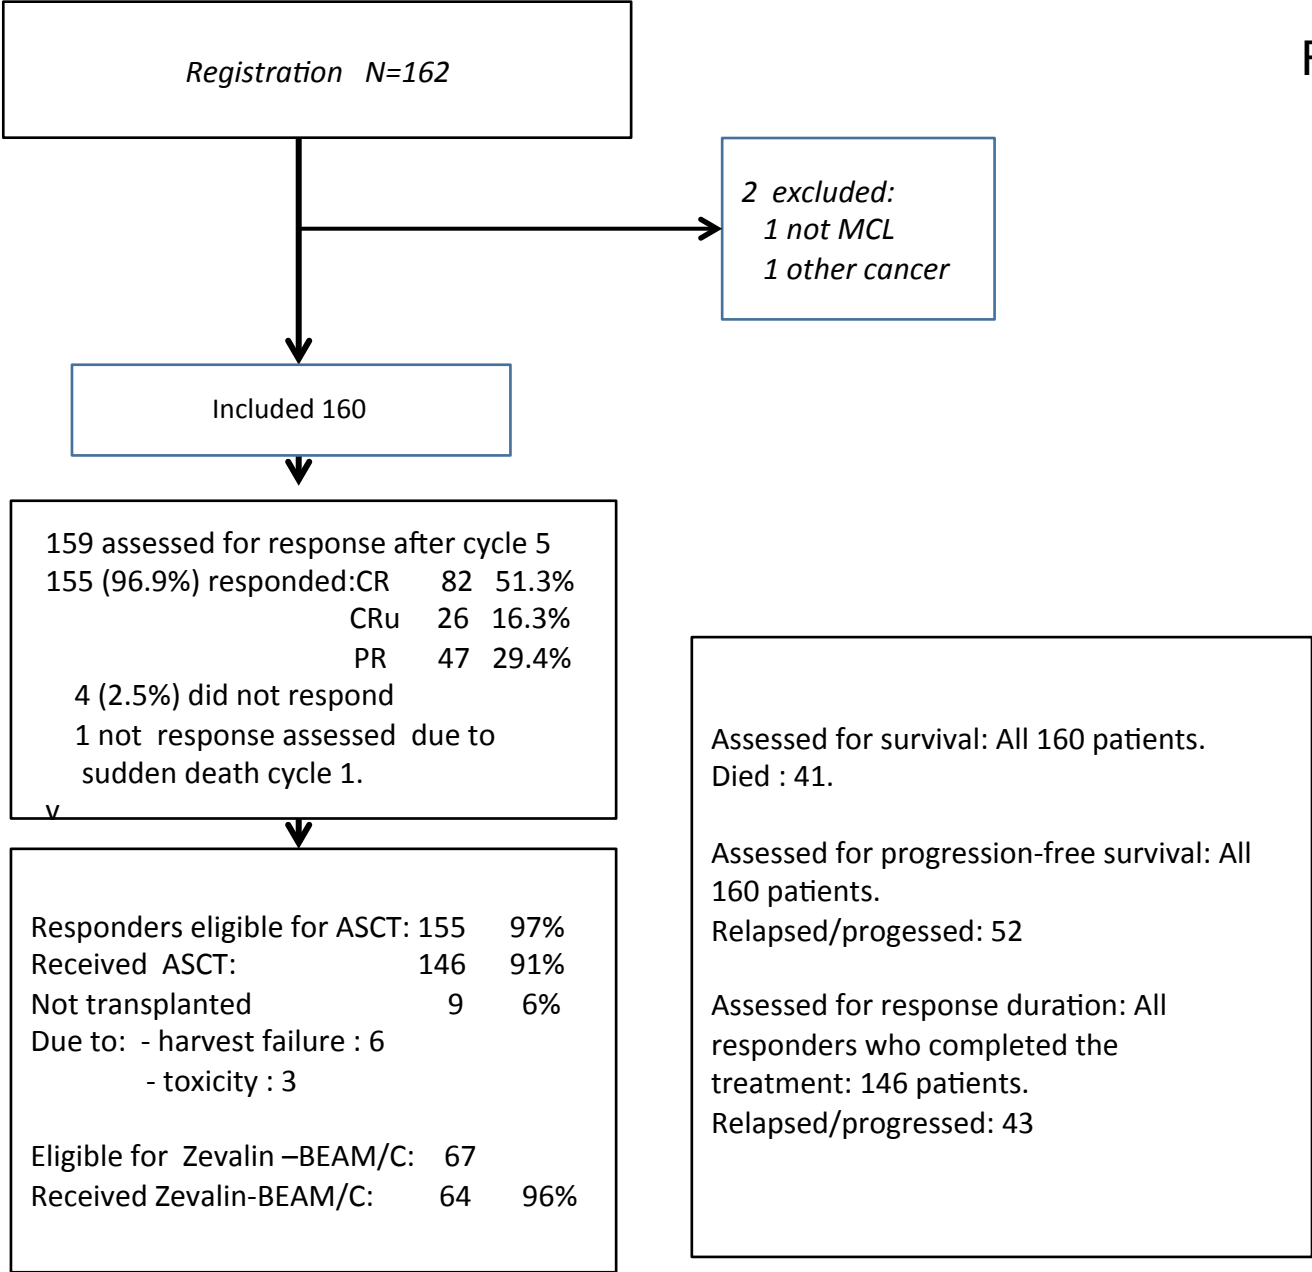 F
Registration N=162
2 excluded:
1 not MCL
1 other cancer
Included 160
159 assessed for response after cycle 5
155 (96.9%) responded:CR 82 51.3%
CRu 26 16.3%
PR 47 29.4%
4 (2.5%) did not respond
1 not response assessed due to
sudden death cycle 1.
v
Responders eligible for ASCT: 155 97%
Received ASCT: 146 91%
Not transplanted 9 6%
Due to: - harvest failure : 6
- toxicity : 3
Eligible for Zevalin –BEAM/C: 67
Received Zevalin-BEAM/C: 64 96%
Assessed for survival: All 160 patients.
Died : 41.
Assessed for progression-free survival: All
160 patients.
Relapsed/progessed: 52
Assessed for response duration: All
responders who completed the
treatment: 146 patients.
Relapsed/progressed: 43